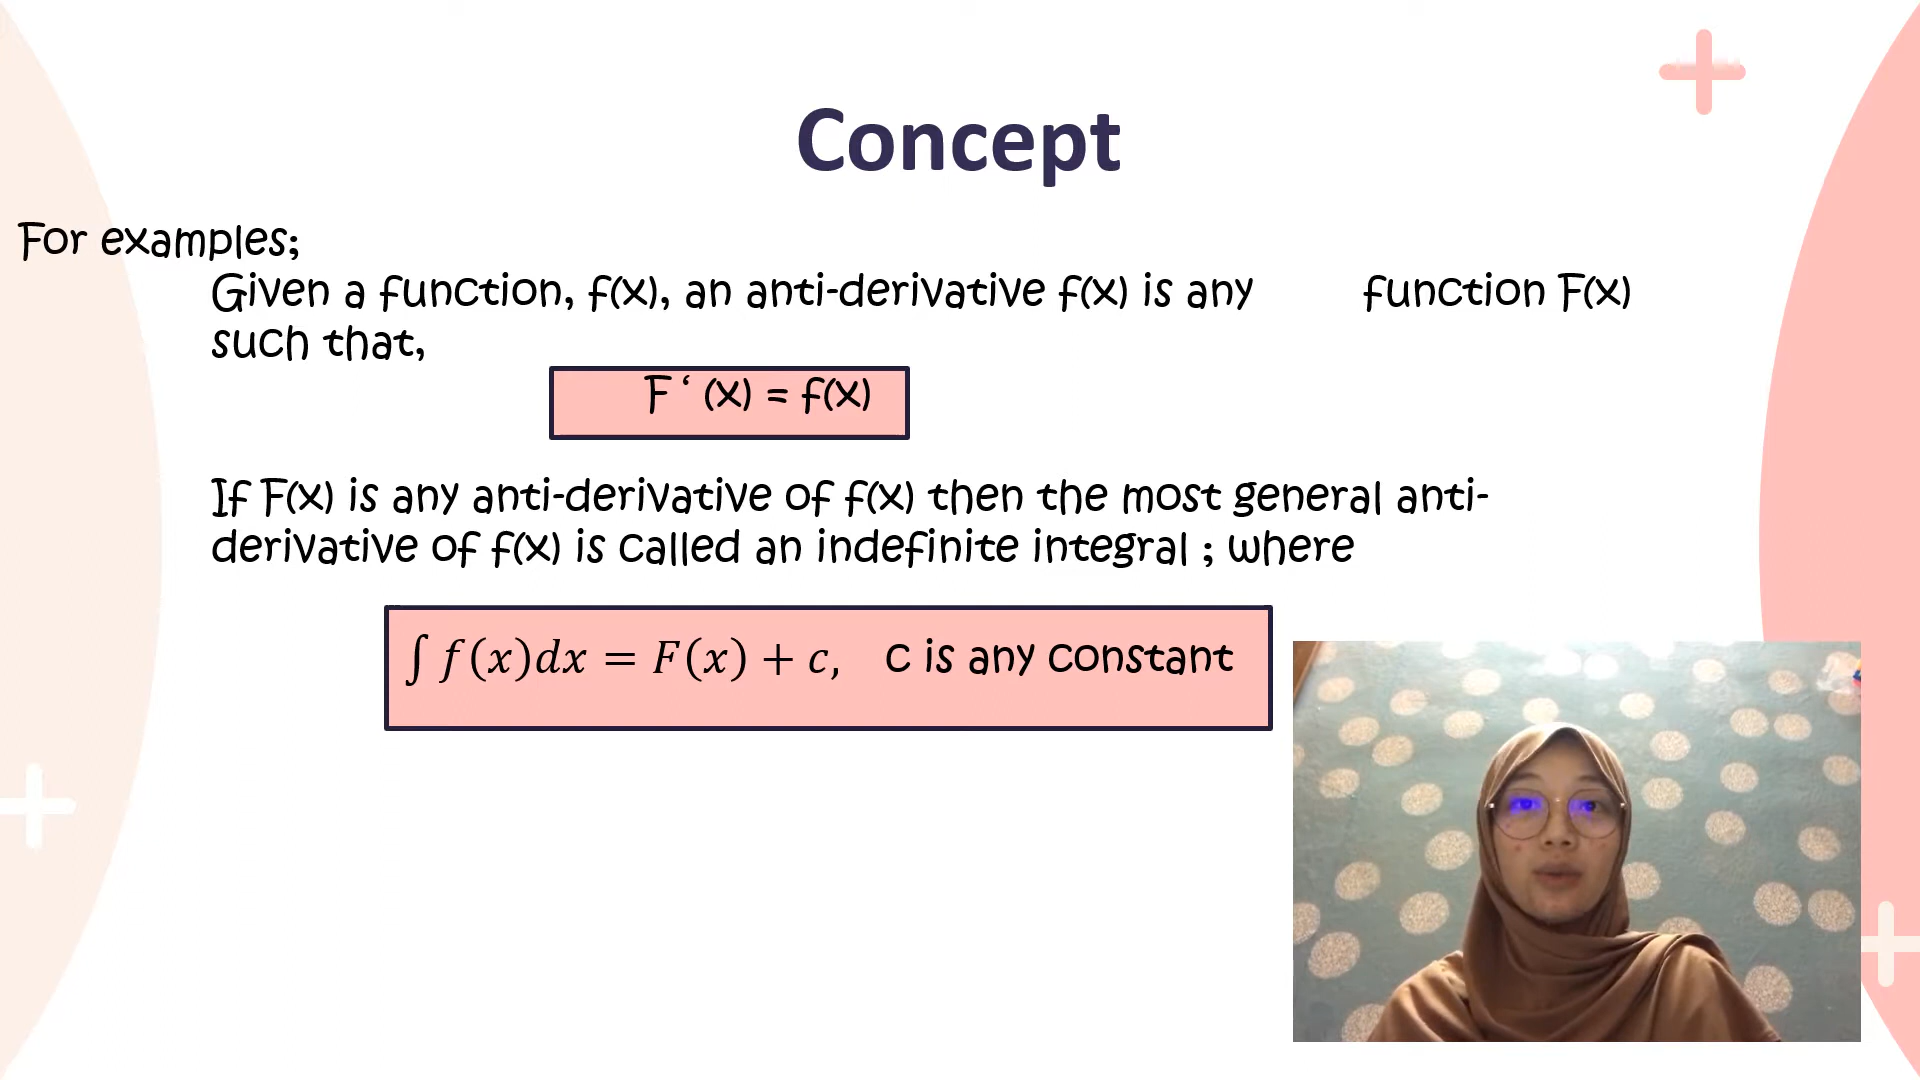 Concept
For examples;
Given a function, f(x), an anti-derivative f(x) is any function F(x)
such that,
F ‘ (x) = f(x)
If F(x) is any anti-derivative of f(x) then the most general anti-
derivative of f(x) is called an indefinite integral ; where
∫ f(x)dx = F(x) + c, c is any constant